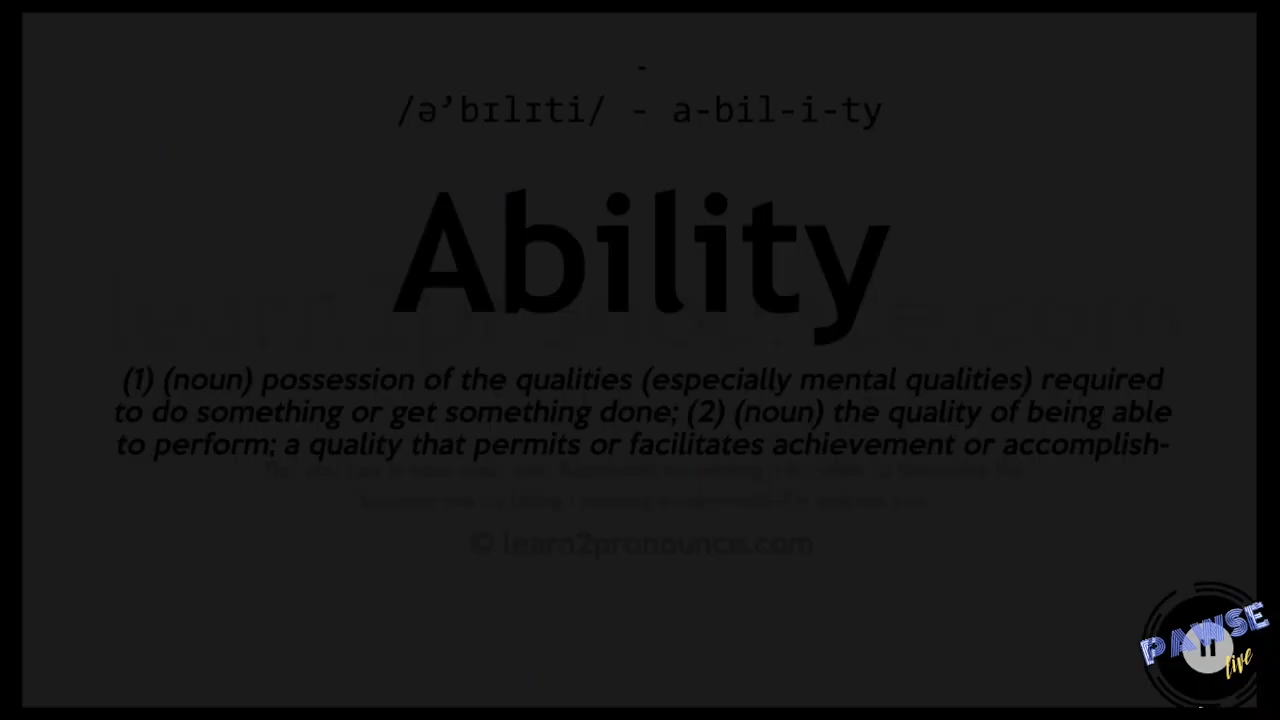 -
/ə’bɪlɪti/ - a-bil-i-ty
Ability
(1) (noun) possession of the qualities (especially mental qualities) required
to do something or get something done; (2) (noun) the quality of being able
to perform; a quality that permits or facilitates achievement or accomplish-
© learn2pronounce.com
PAWSE
live